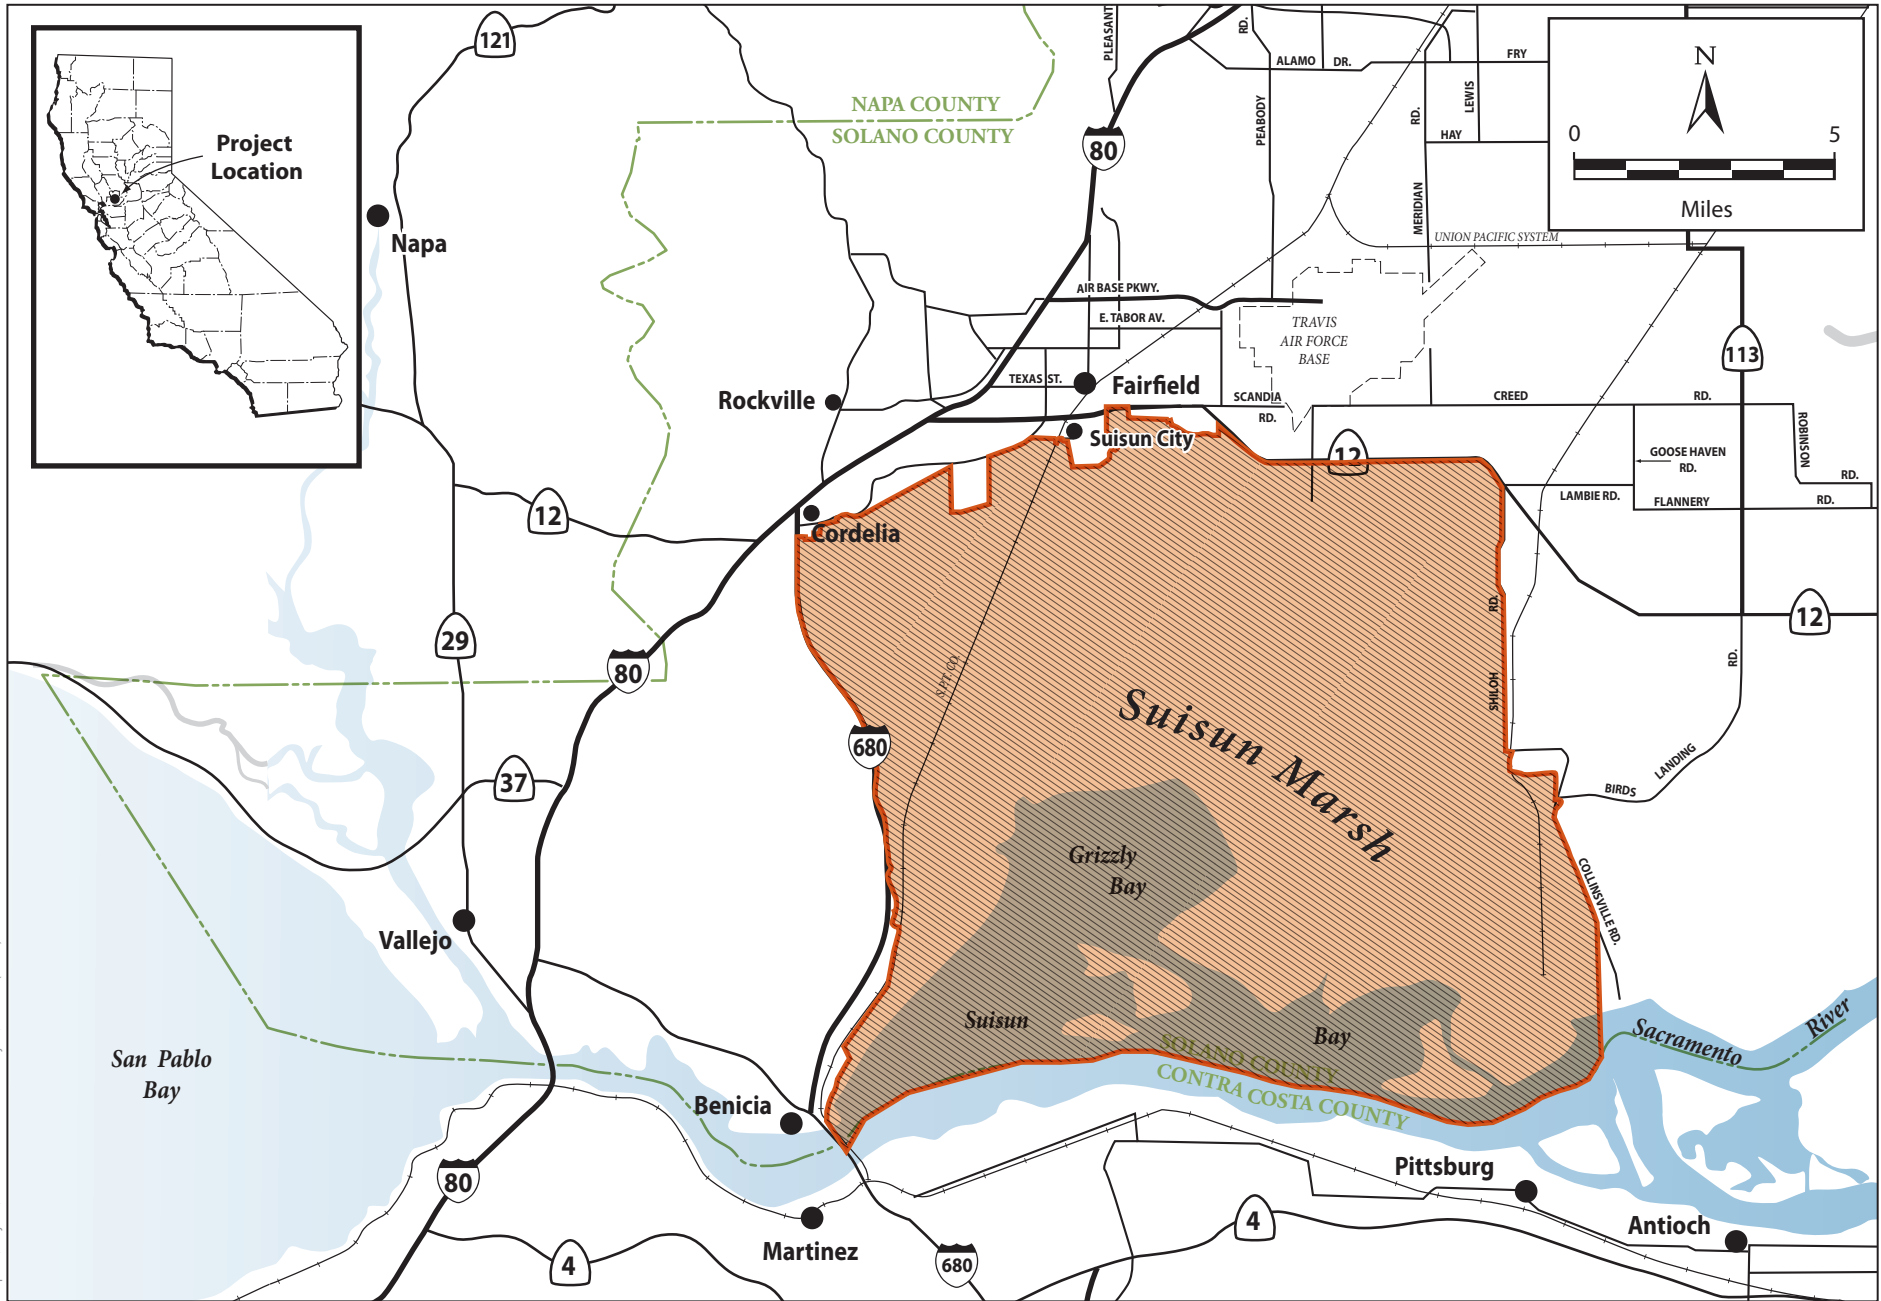 Project
Location
121
NAPA COUNTY
SOLANO COUNTY
PLEASANT
80
RD.
ALAMO DR.
FRY
PEABODY
RD.
LEWIS
HAY
MERIDIAN
N
0 5
Miles
UNION PACIFIC SYSTEM
Napa
AIR BASE PKWY.
E. TABOR AV.
TRAVIS
AIR FORCE
BASE
113
TEXAS ST.
Fairfield
Rockville
SCANDIA
RD.
CREED RD.
Suisun City
12
GOOSE HAVEN
RD.
ROBINSON
RD.
LAMBIE RD.
FLANNERY RD.
12
Cordelia
RD.
12
29
80
S.P.T. CO.
SHILOH
RD.
Suisun Marsh
680
37
LANDING
BIRDS
Grizzly
Bay
COLLINSVILLE RD.
Vallejo
Suisun
Bay
Sacramento
River
San Pablo
Bay
SOLANO COUNTY
CONTRA COSTA COUNTY
Benicia
80
Pittsburg
Martinez
4
680
4
Antioch